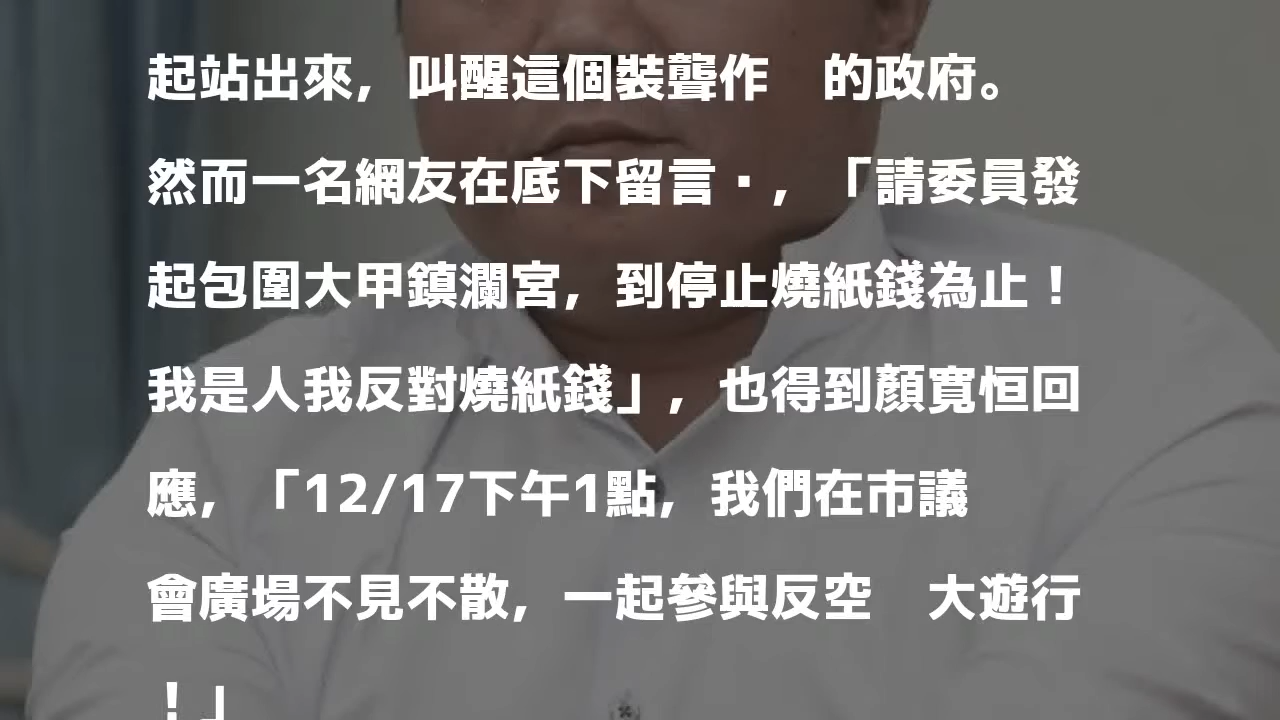 起站出來，叫醒這個裝聾作　的政府。
然而一名網友在底下留言▪，「請委員發
起包圍大甲鎮瀾宮，到停止燒紙錢為止！
我是人我反對燒紙錢」，也得到顏寬恒回
應，「12/17下午1點，我們在市議
會廣場不見不散，一起參與反空　大遊行
！」